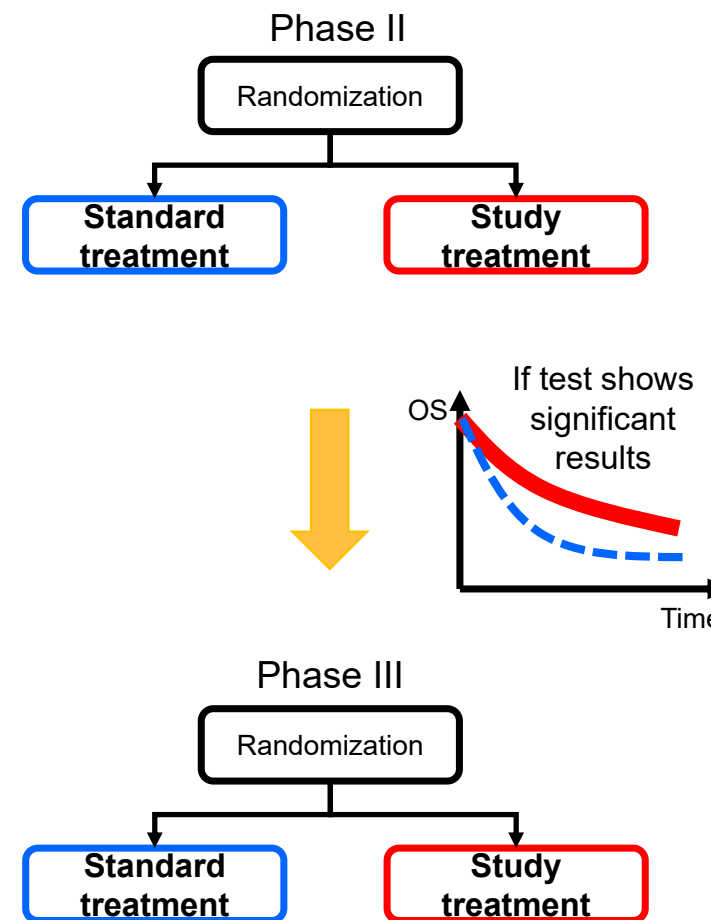 Phase II
Randomization
Standard
treatment
Study
treatment
If test shows
significant
results
OS
Time
Phase III
Randomization
Standard
treatment
Study
treatment